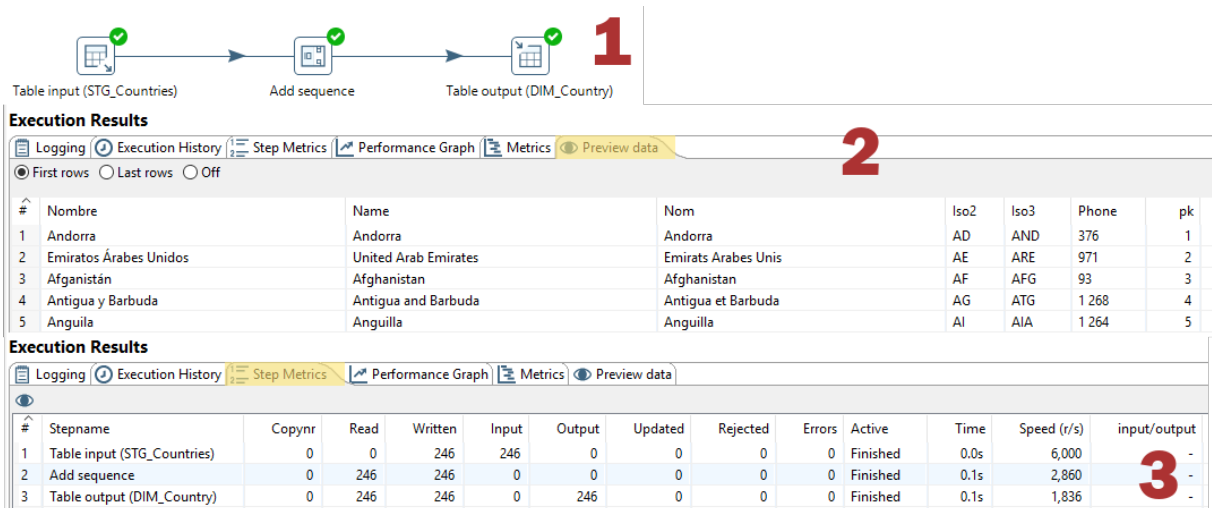 1
Table input (STG_Countries) Add sequence Table output (DIM_Country)
Execution Results
Logging Execution History Step Metrics Performance Graph Metrics Preview data
2
First rows Last rows Off
# Nombre Name Nom Iso2 Iso3 Phone pk
1 Andorra Andorra Andorra AD AND 376 1
2 Emiratos Árabes Unidos United Arab Emirates Emirats Arabes Unis AE ARE 971 2
3 Afganistán Afghanistan Afghanistan AF AFG 93 3
4 Antigua y Barbuda Antigua and Barbuda Antigua et Barbuda AG ATG 1 268 4
5 Anguila Anguilla Anguilla AI AIA 1 264 5
Execution Results
Logging Execution History Step Metrics Performance Graph Metrics Preview data
# Stepname Copynr Read Written Input Output Updated Rejected Errors Active Time Speed (r/s) input/output
1 Table input (STG_Countries) 0 0 246 246 0 0 0 0 Finished 0.0s 6,000 -
2 Add sequence 0 246 246 0 0 0 0 0 Finished 0.1s 2,860 -
3 Table output (DIM_Country) 0 246 246 0 246 0 0 0 Finished 0.1s 1,836 -
3